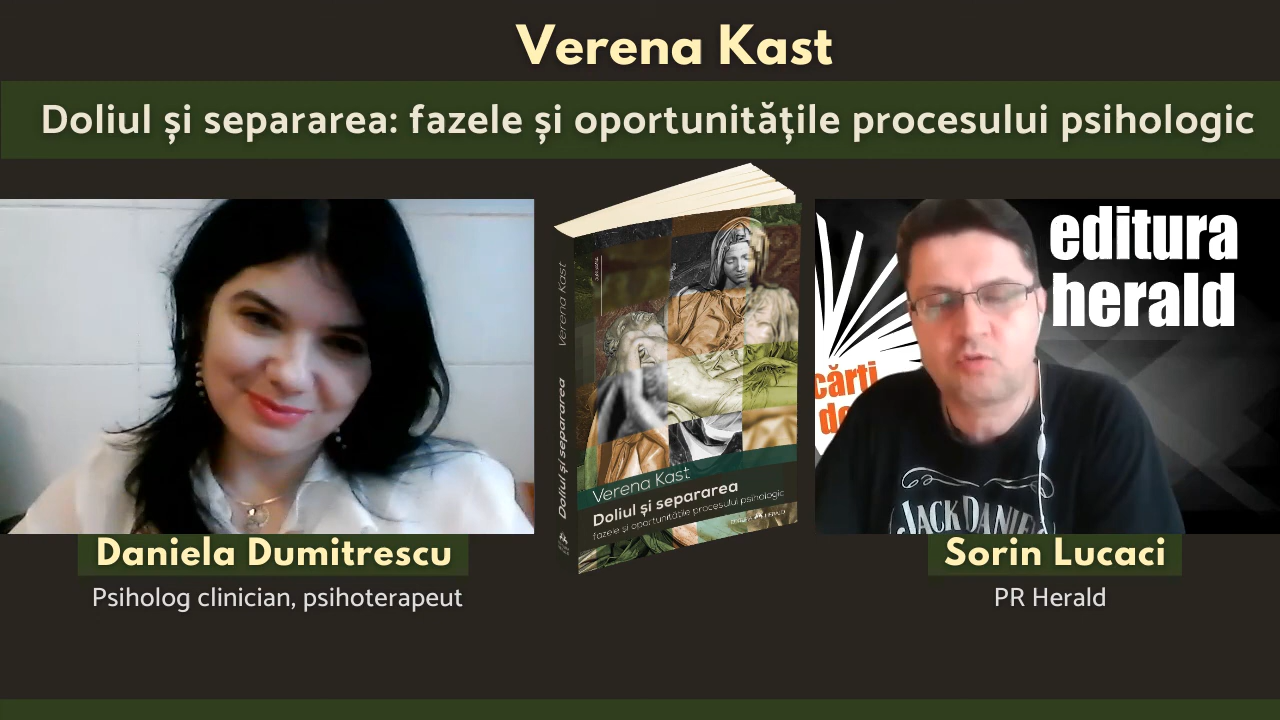 Verena Kast
Doliul și separarea: fazele și oportunitățile procesului psihologic
Verena Kast
Doliul și separarea
Verena Kast
Doliul și separarea
fazele și oportunitățile procesului psihologic
editura
herald
cărți
de
JACK DANIEL
Daniela Dumitrescu
Psiholog clinician, psihoterapeut
Sorin Lucaci
PR Herald